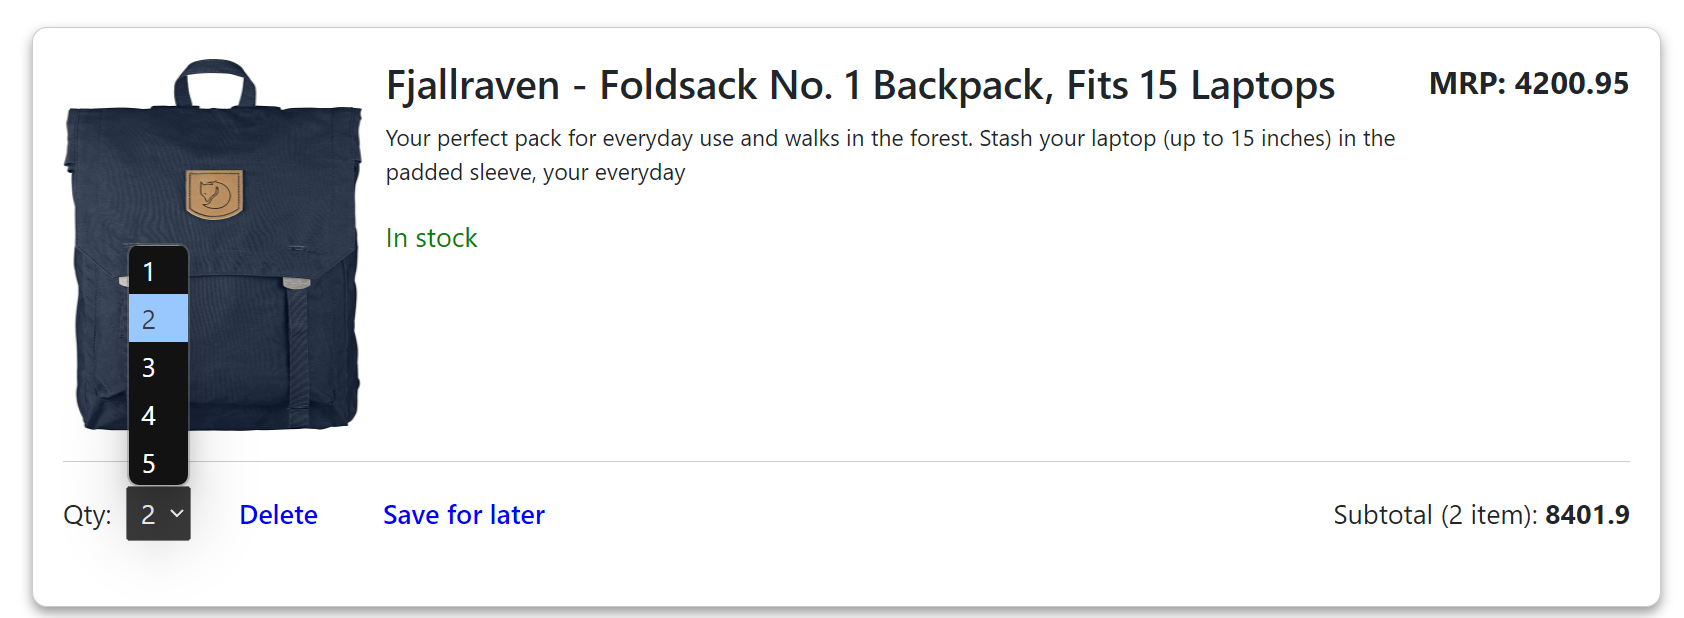 Fjallraven - Foldsack No. 1 Backpack, Fits 15 Laptops
MRP: 4200.95
Your perfect pack for everyday use and walks in the forest. Stash your laptop (up to 15 inches) in the
padded sleeve, your everyday
In stock
1
2
3
4
5
Qty: 2
Delete
Save for later
Subtotal (2 item): 8401.9